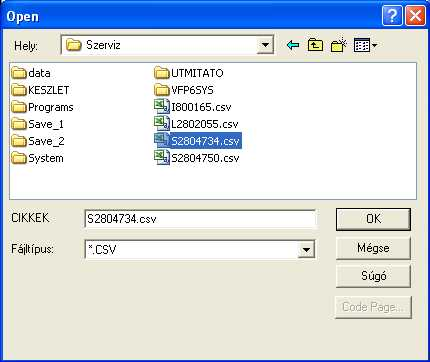 Open
Hely: Szerviz
data
KESZLET
Programs
Save_1
Save_2
System
UTMITATO
VFP6SYS
I800165.csv
L2802055.csv
S2804734.csv
S2804750.csv
CIKKEK S2804734.csv OK
Fájltípus: *.CSV Mégse
Súgó
Code Page...